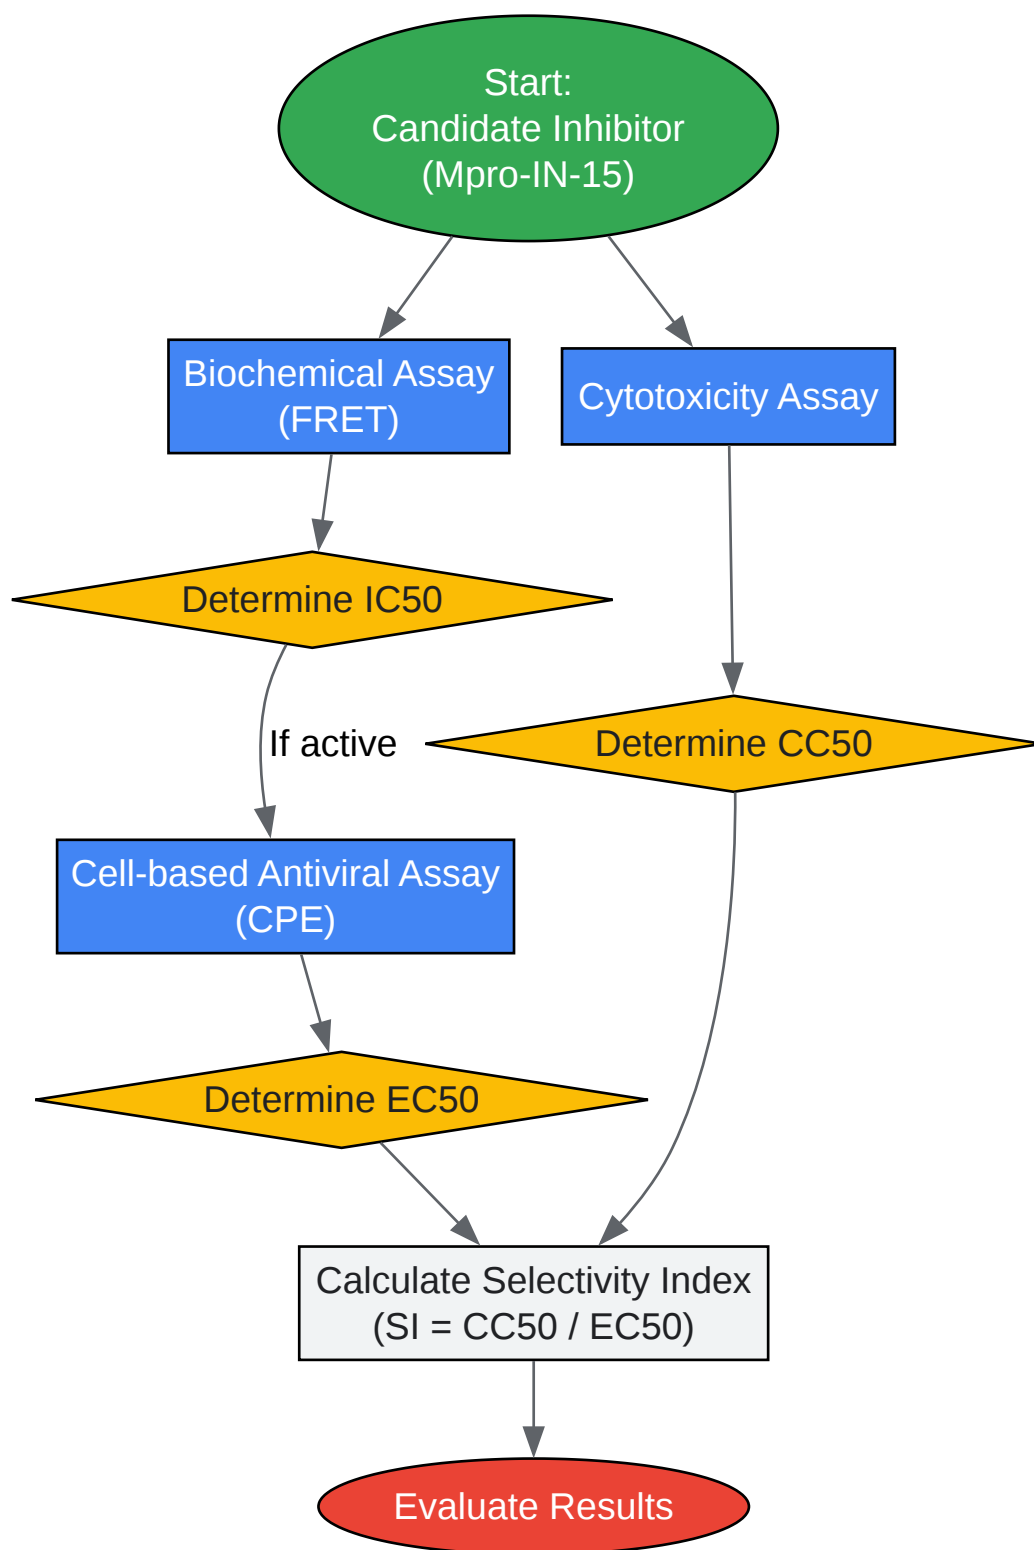 Start:
Candidate Inhibitor
(Mpro-IN-15)
Biochemical Assay
(FRET)
Cytotoxicity Assay
Determine IC50
If active
Determine CC50
Cell-based Antiviral Assay
(CPE)
Determine EC50
Calculate Selectivity Index
(SI = CC50 / EC50)
Evaluate Results